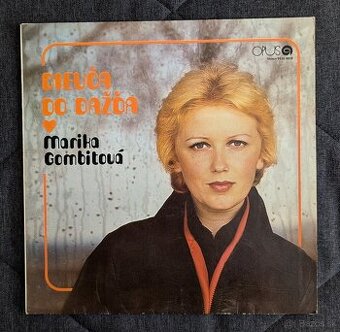 OPUS
DIEVČA
DO DAŽĎA
Marika
Gombitová